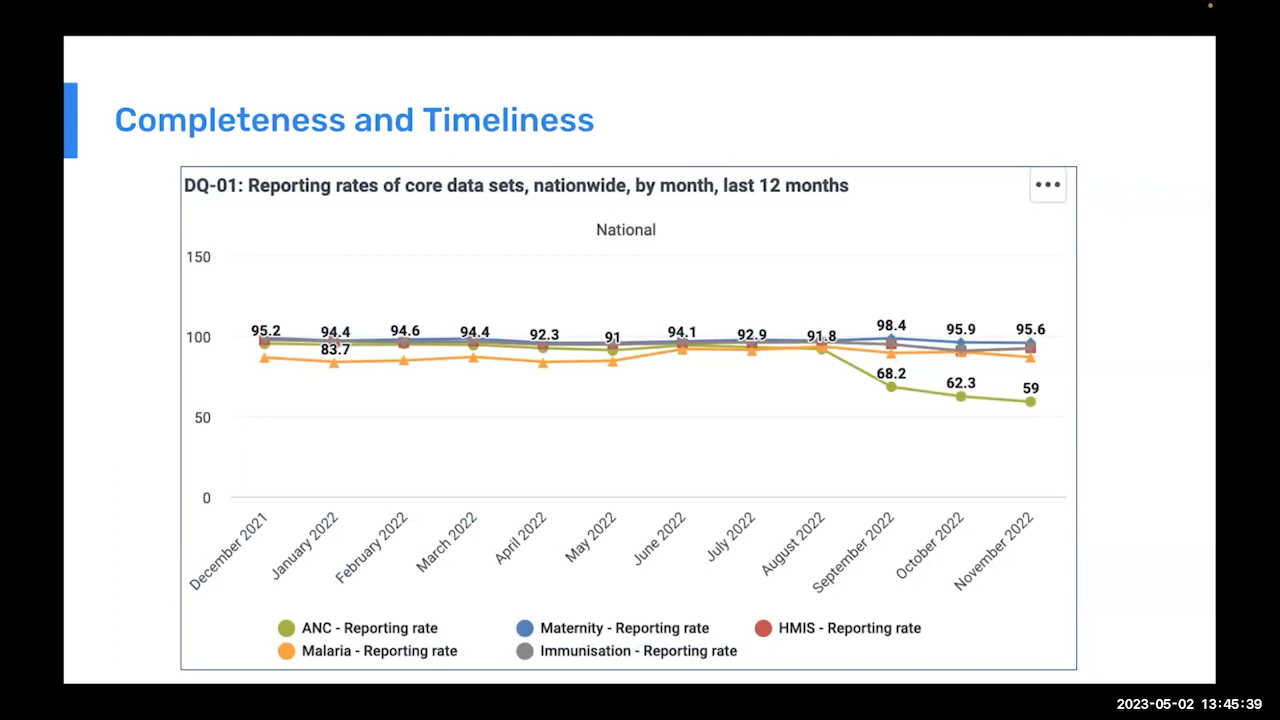 Completeness and Timeliness
DQ-01: Reporting rates of core data sets, nationwide, by month, last 12 months
National
150
100
50
0
95.2 94.4 94.6 94.4 92.3 91 94.1 92.9 91.8 98.4 95.9 95.6
83.7
68.2 62.3 59
December 2021 January 2022 February 2022 March 2022 April 2022 May 2022 June 2022 July 2022 August 2022 September 2022 October 2022 November 2022
ANC - Reporting rate Maternity - Reporting rate HMIS - Reporting rate
Malaria - Reporting rate Immunisation - Reporting rate
2023-05-02 13:45:39